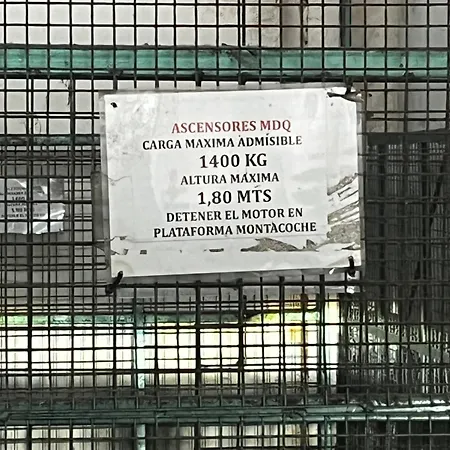 ASCENSORES MDQ
CARGA MAXIMA ADMISIBLE
1400 KG
ALTURA MAXIMA
1,80 MTS
DETENER EL MOTOR EN
PLATAFORMA MONTACOCHE